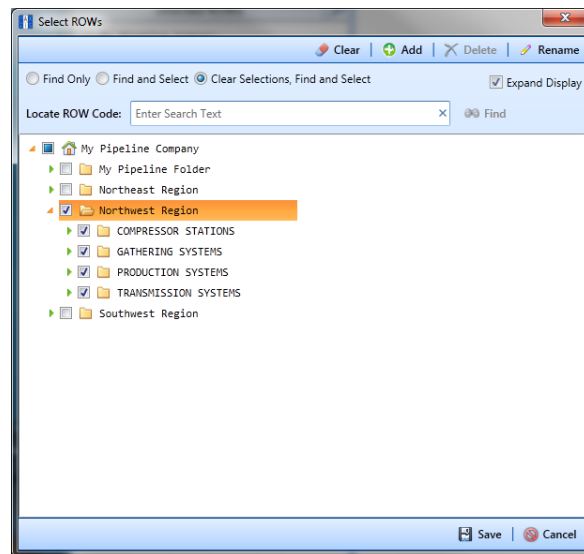 Select ROWs
Clear Add Delete Rename
Find Only Find and Select Clear Selections, Find and Select Expand Display
Locate ROW Code: Enter Search Text Find
My Pipeline Company
My Pipeline Folder
Northeast Region
Northwest Region
COMPRESSOR STATIONS
GATHERING SYSTEMS
PRODUCTION SYSTEMS
TRANSMISSION SYSTEMS
Southwest Region
Save Cancel